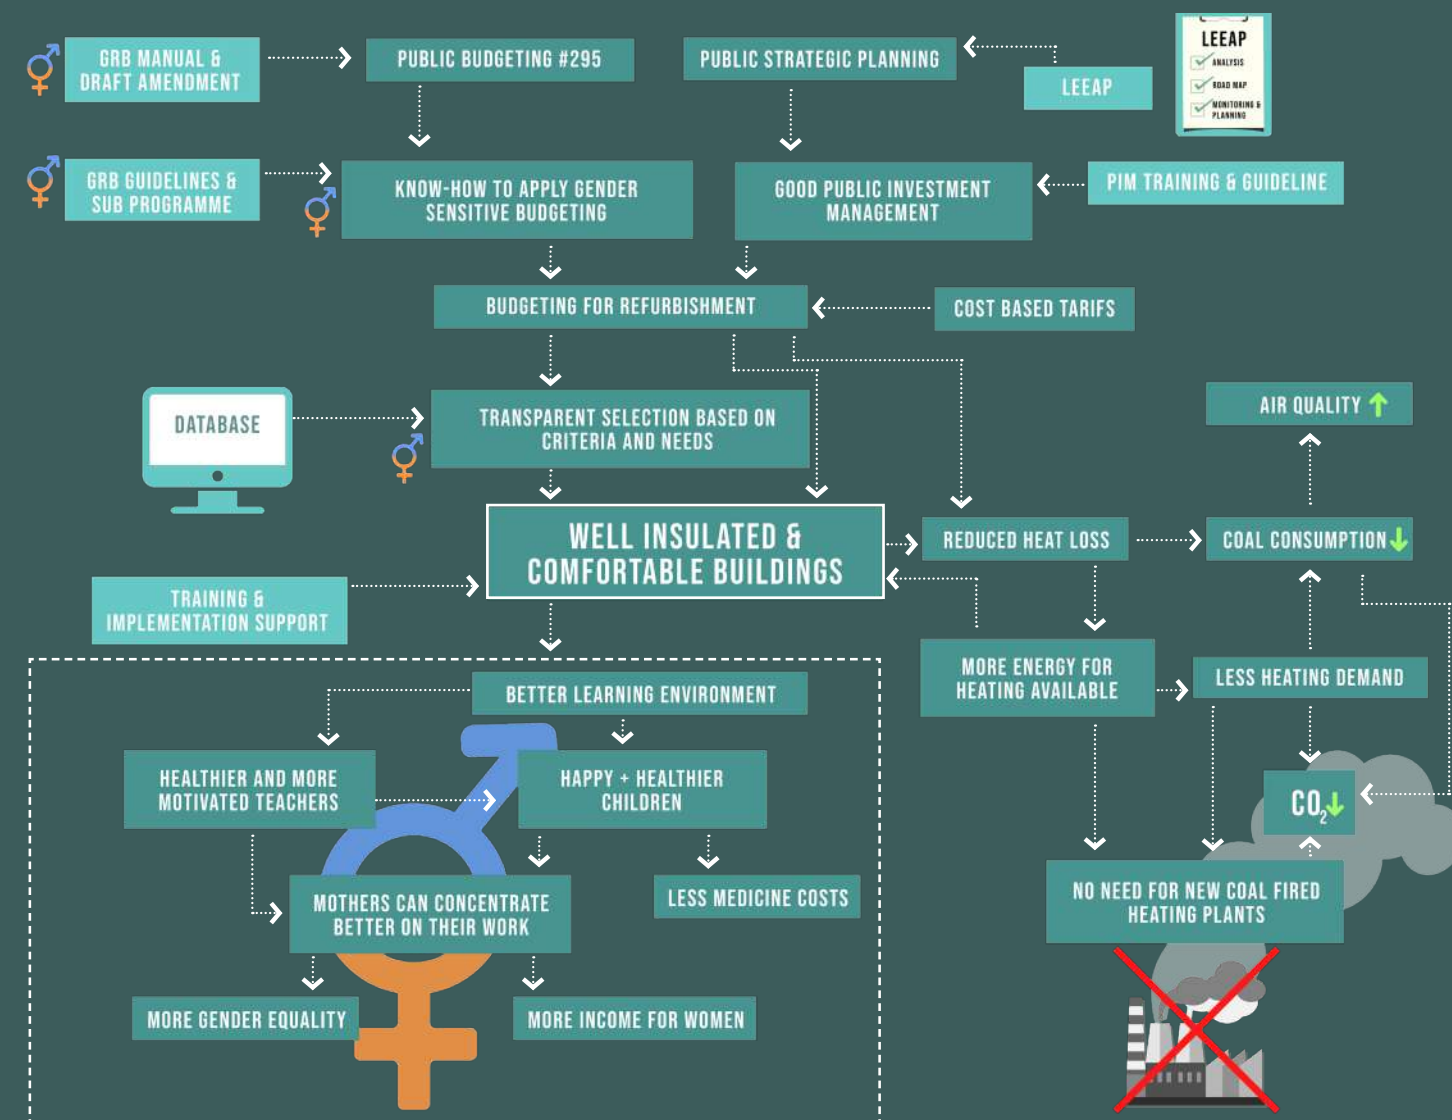 GRB MANUAL &
DRAFT AMENDMENT
PUBLIC BUDGETING #295
PUBLIC STRATEGIC PLANNING
LEEAP
LEEAP
ANALYSIS
ROAD MAP
MONITORING &
PLANNING
GRB GUIDELINES &
SUB PROGRAMME
KNOW-HOW TO APPLY GENDER
SENSITIVE BUDGETING
GOOD PUBLIC INVESTMENT
MANAGEMENT
PIM TRAINING & GUIDELINE
BUDGETING FOR REFURBISHMENT
COST BASED TARIFS
DATABASE
TRANSPARENT SELECTION BASED ON
CRITERIA AND NEEDS
AIR QUALITY
WELL INSULATED &
COMFORTABLE BUILDINGS
REDUCED HEAT LOSS
COAL CONSUMPTION
TRAINING &
IMPLEMENTATION SUPPORT
MORE ENERGY FOR
HEATING AVAILABLE
LESS HEATING DEMAND
BETTER LEARNING ENVIRONMENT
HEALTHIER AND MORE
MOTIVATED TEACHERS
HAPPY + HEALTHIER
CHILDREN
CO₂
MOTHERS CAN CONCENTRATE
BETTER ON THEIR WORK
LESS MEDICINE COSTS
NO NEED FOR NEW COAL FIRED
HEATING PLANTS
MORE GENDER EQUALITY
MORE INCOME FOR WOMEN